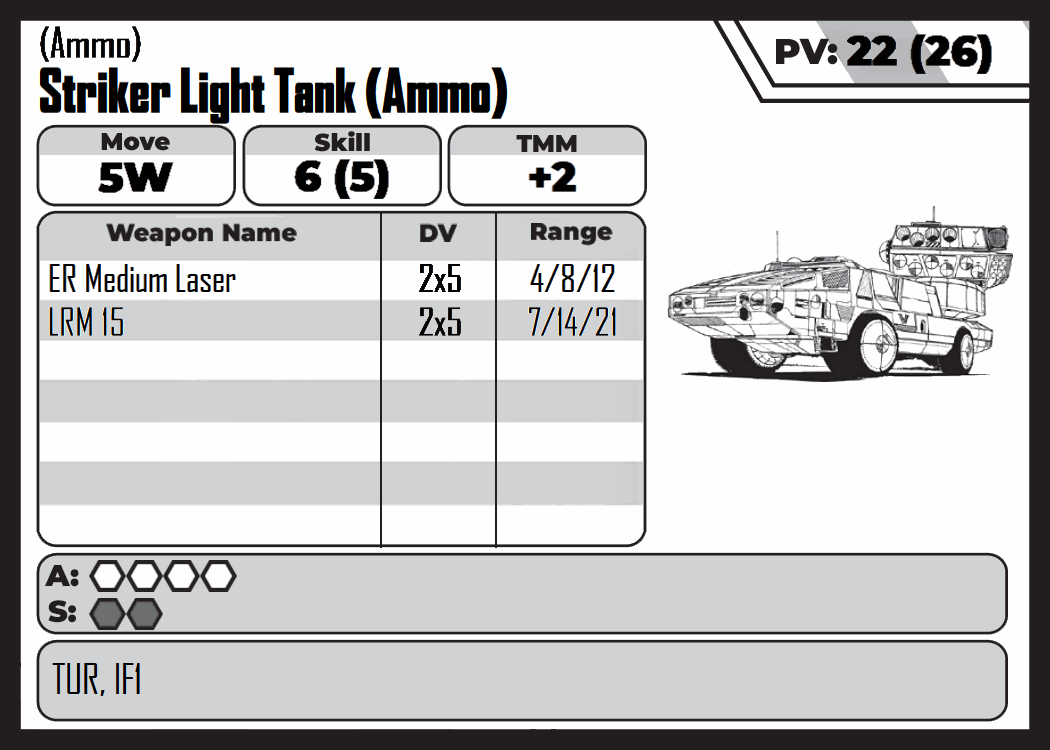 (Ammo)
Striker Light Tank (Ammo)
PV: 22 (26)
Move Skill TMM
5W 6 (5) +2
Weapon Name DV Range
ER Medium Laser 2x5 4/8/12
LRM 15 2x5 7/14/21
A:
S:
TUR, IF1